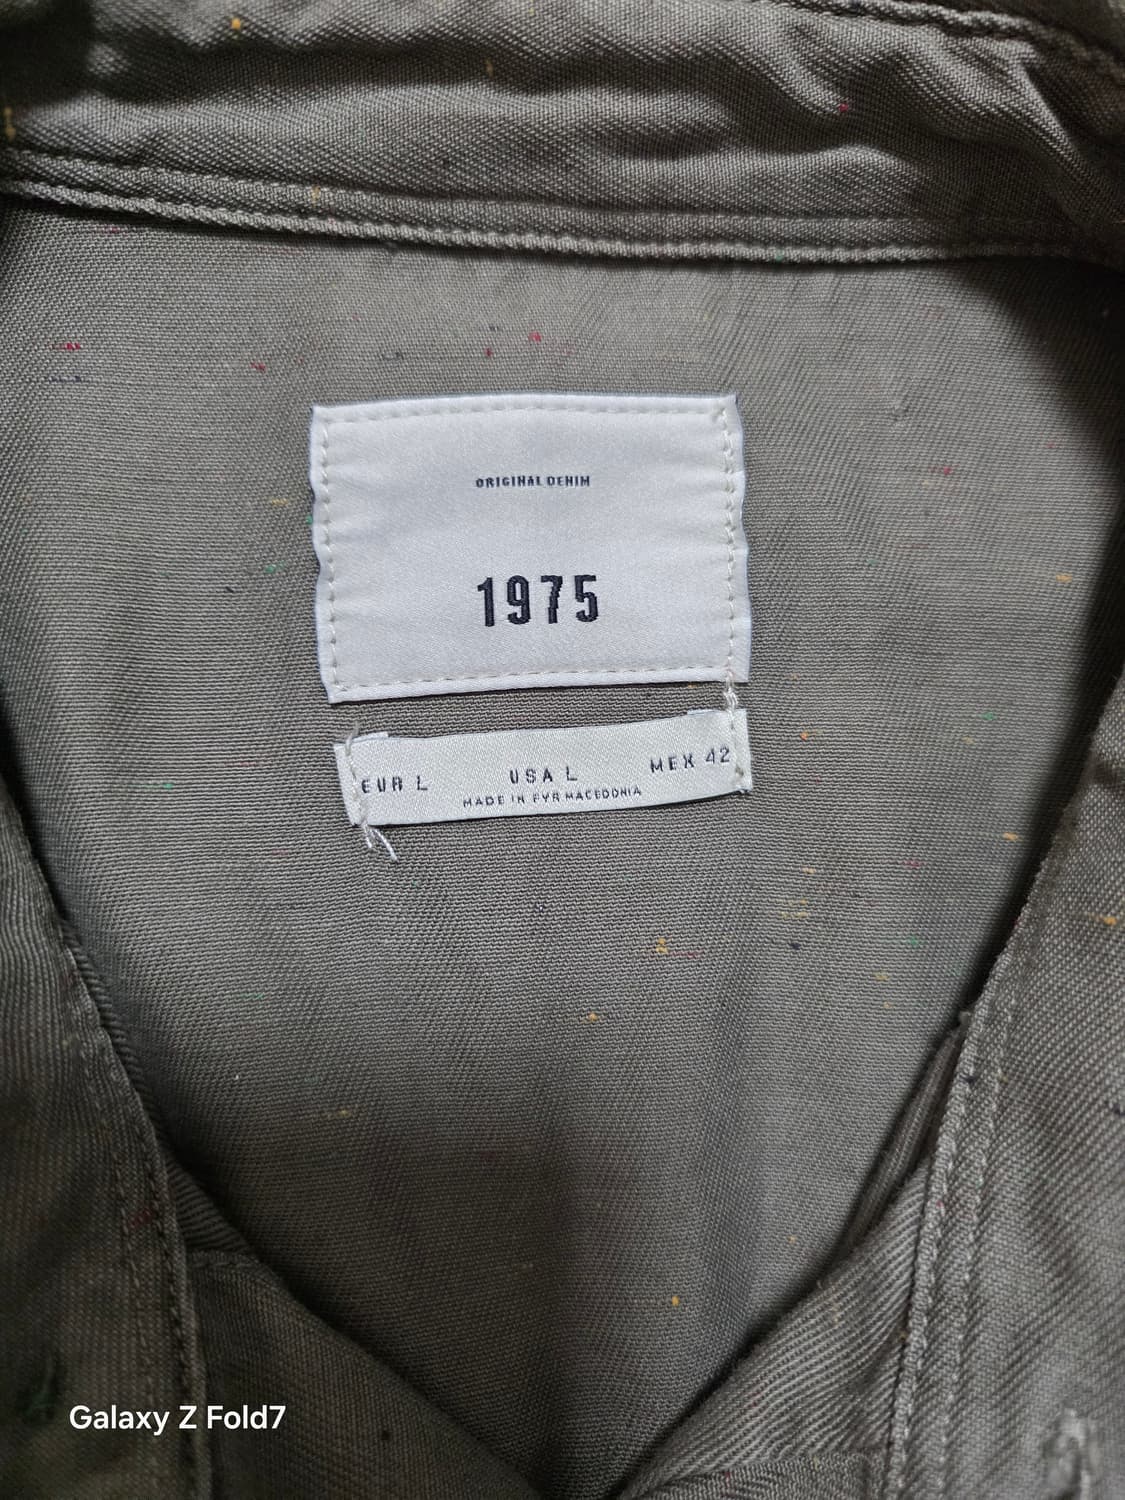 ORIGINAL DENIM
1975
EUR L USA L MEX 42
MADE IN FYR MACEDONIA
Galaxy Z Fold7